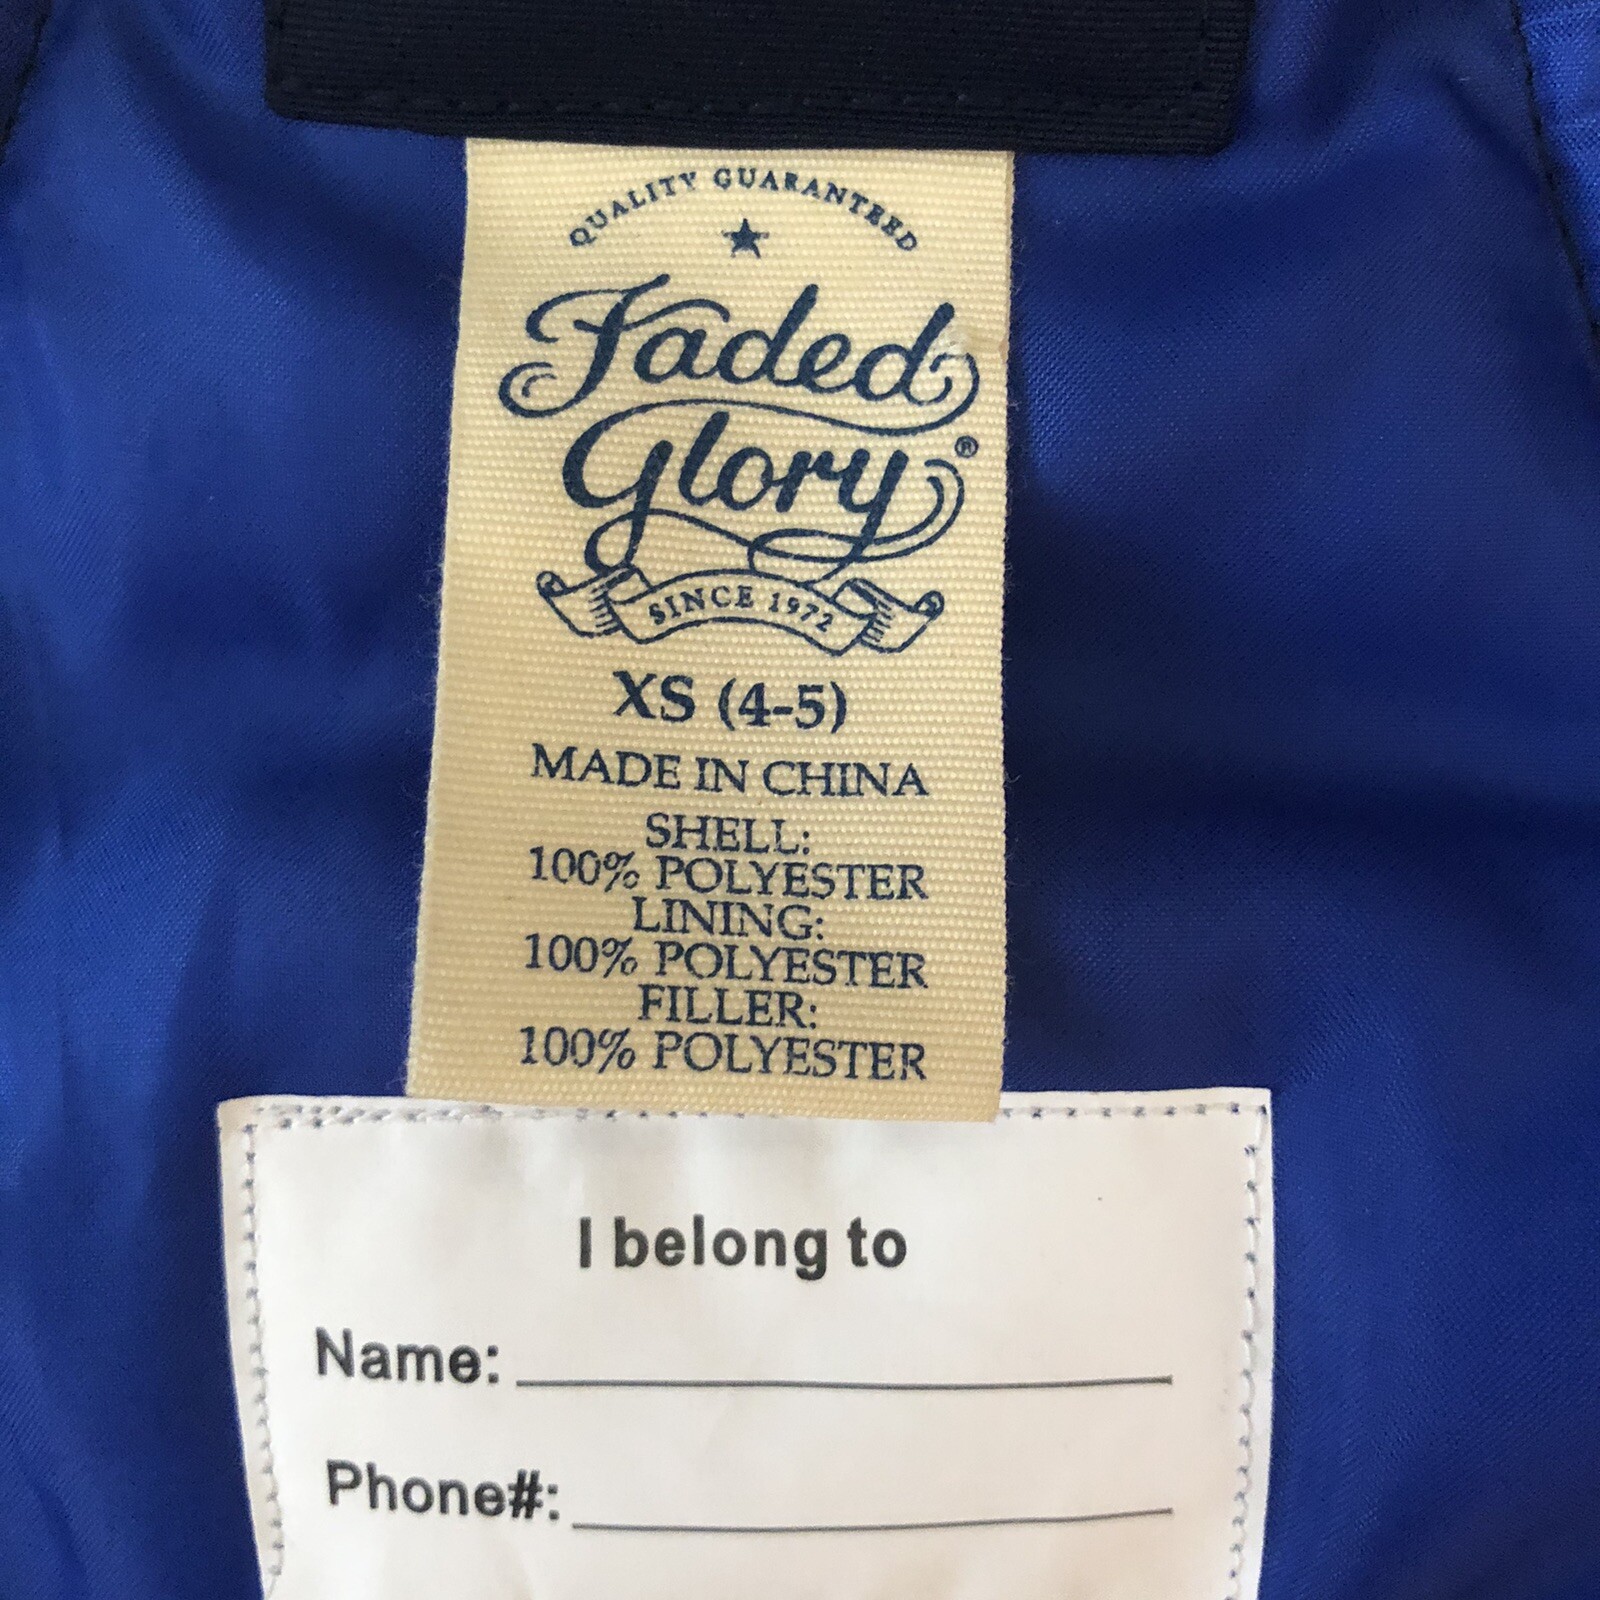 QUALITY GUARANTEED
Faded
Glory®
SINCE 1972
XS (4-5)
MADE IN CHINA
SHELL:
100% POLYESTER
LINING:
100% POLYESTER
FILLER:
100% POLYESTER
I belong to
Name:
Phone#: